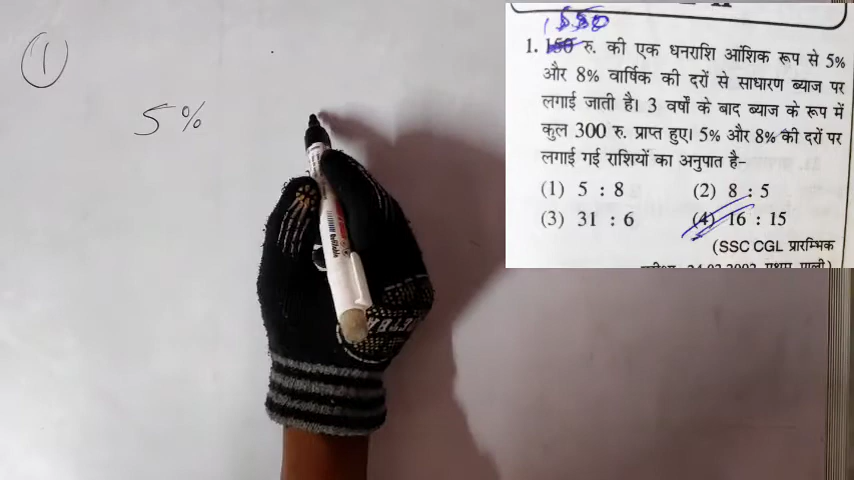 ①
5%
1550
1. 150 रु. की एक धनराशि आंशिक रूप से 5%
और 8% वार्षिक की दरों से साधारण ब्याज पर
लगाई जाती है। 3 वर्षों के बाद ब्याज के रूप में
कुल 300 रु. प्राप्त हुए। 5% और 8% की दरों पर
लगाई गई राशियों का अनुपात है–
(1) 5 : 8 (2) 8 : 5
(3) 31 : 6 (4) 16 : 15
(SSC CGL प्रारम्भिक